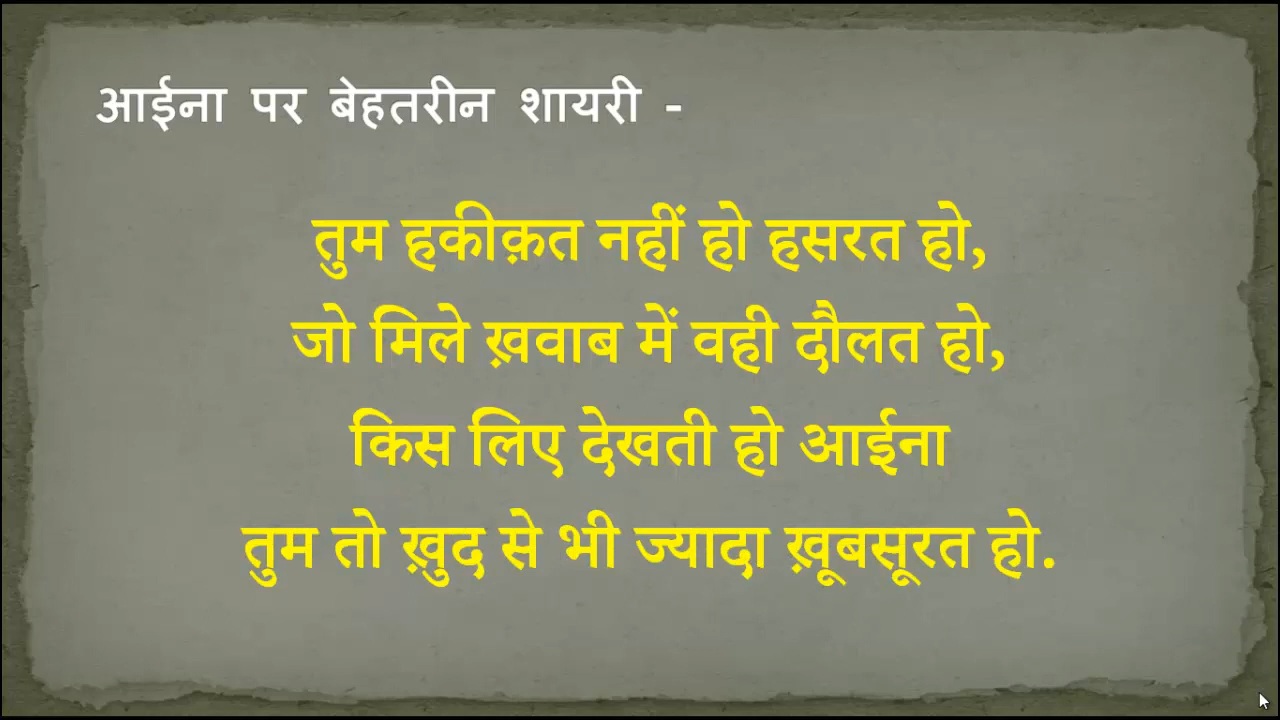 आईना पर बेहतरीन शायरी -
तुम हकीक़त नहीं हो हसरत हो,
जो मिले ख़वाब में वही दौलत हो,
किस लिए देखती हो आईना
तुम तो ख़ुद से भी ज्यादा ख़ूबसूरत हो.